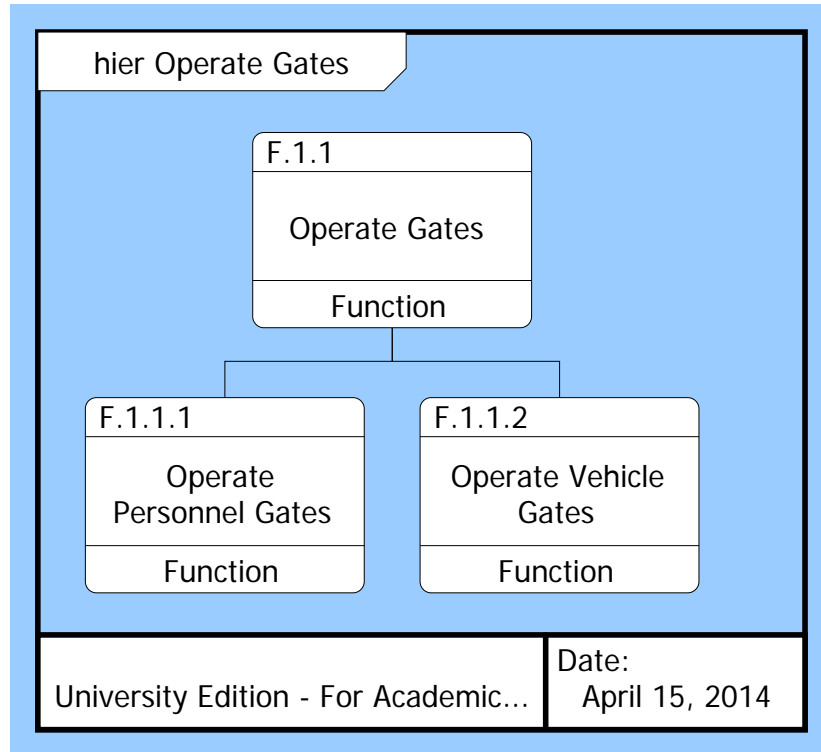 hier Operate Gates
F.1.1
Operate Gates
Function
F.1.1.1
Operate
Personnel Gates
Function
F.1.1.2
Operate Vehicle
Gates
Function
University Edition - For Academic...
Date:
April 15, 2014